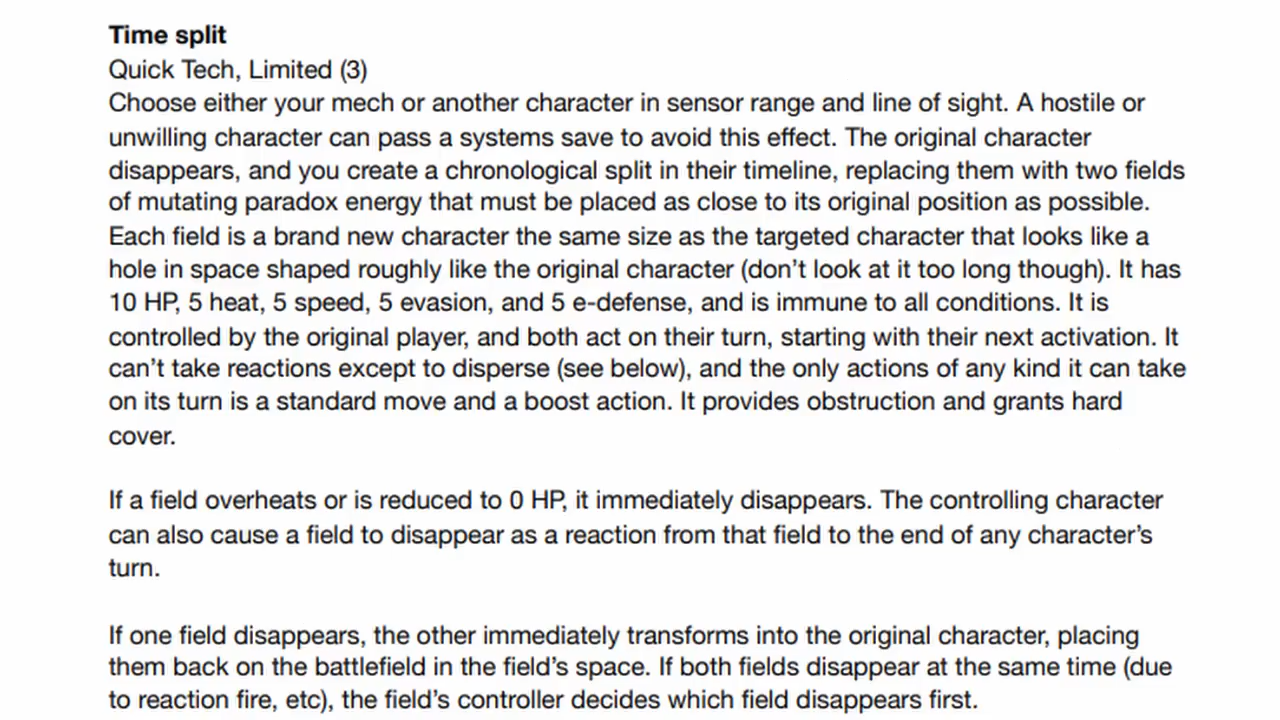 Time split
Quick Tech, Limited (3)
Choose either your mech or another character in sensor range and line of sight. A hostile or
unwilling character can pass a systems save to avoid this effect. The original character
disappears, and you create a chronological split in their timeline, replacing them with two fields
of mutating paradox energy that must be placed as close to its original position as possible.
Each field is a brand new character the same size as the targeted character that looks like a
hole in space shaped roughly like the original character (don’t look at it too long though). It has
10 HP, 5 heat, 5 speed, 5 evasion, and 5 e-defense, and is immune to all conditions. It is
controlled by the original player, and both act on their turn, starting with their next activation. It
can’t take reactions except to disperse (see below), and the only actions of any kind it can take
on its turn is a standard move and a boost action. It provides obstruction and grants hard
cover.
If a field overheats or is reduced to 0 HP, it immediately disappears. The controlling character
can also cause a field to disappear as a reaction from that field to the end of any character’s
turn.
If one field disappears, the other immediately transforms into the original character, placing
them back on the battlefield in the field’s space. If both fields disappear at the same time (due
to reaction fire, etc), the field’s controller decides which field disappears first.